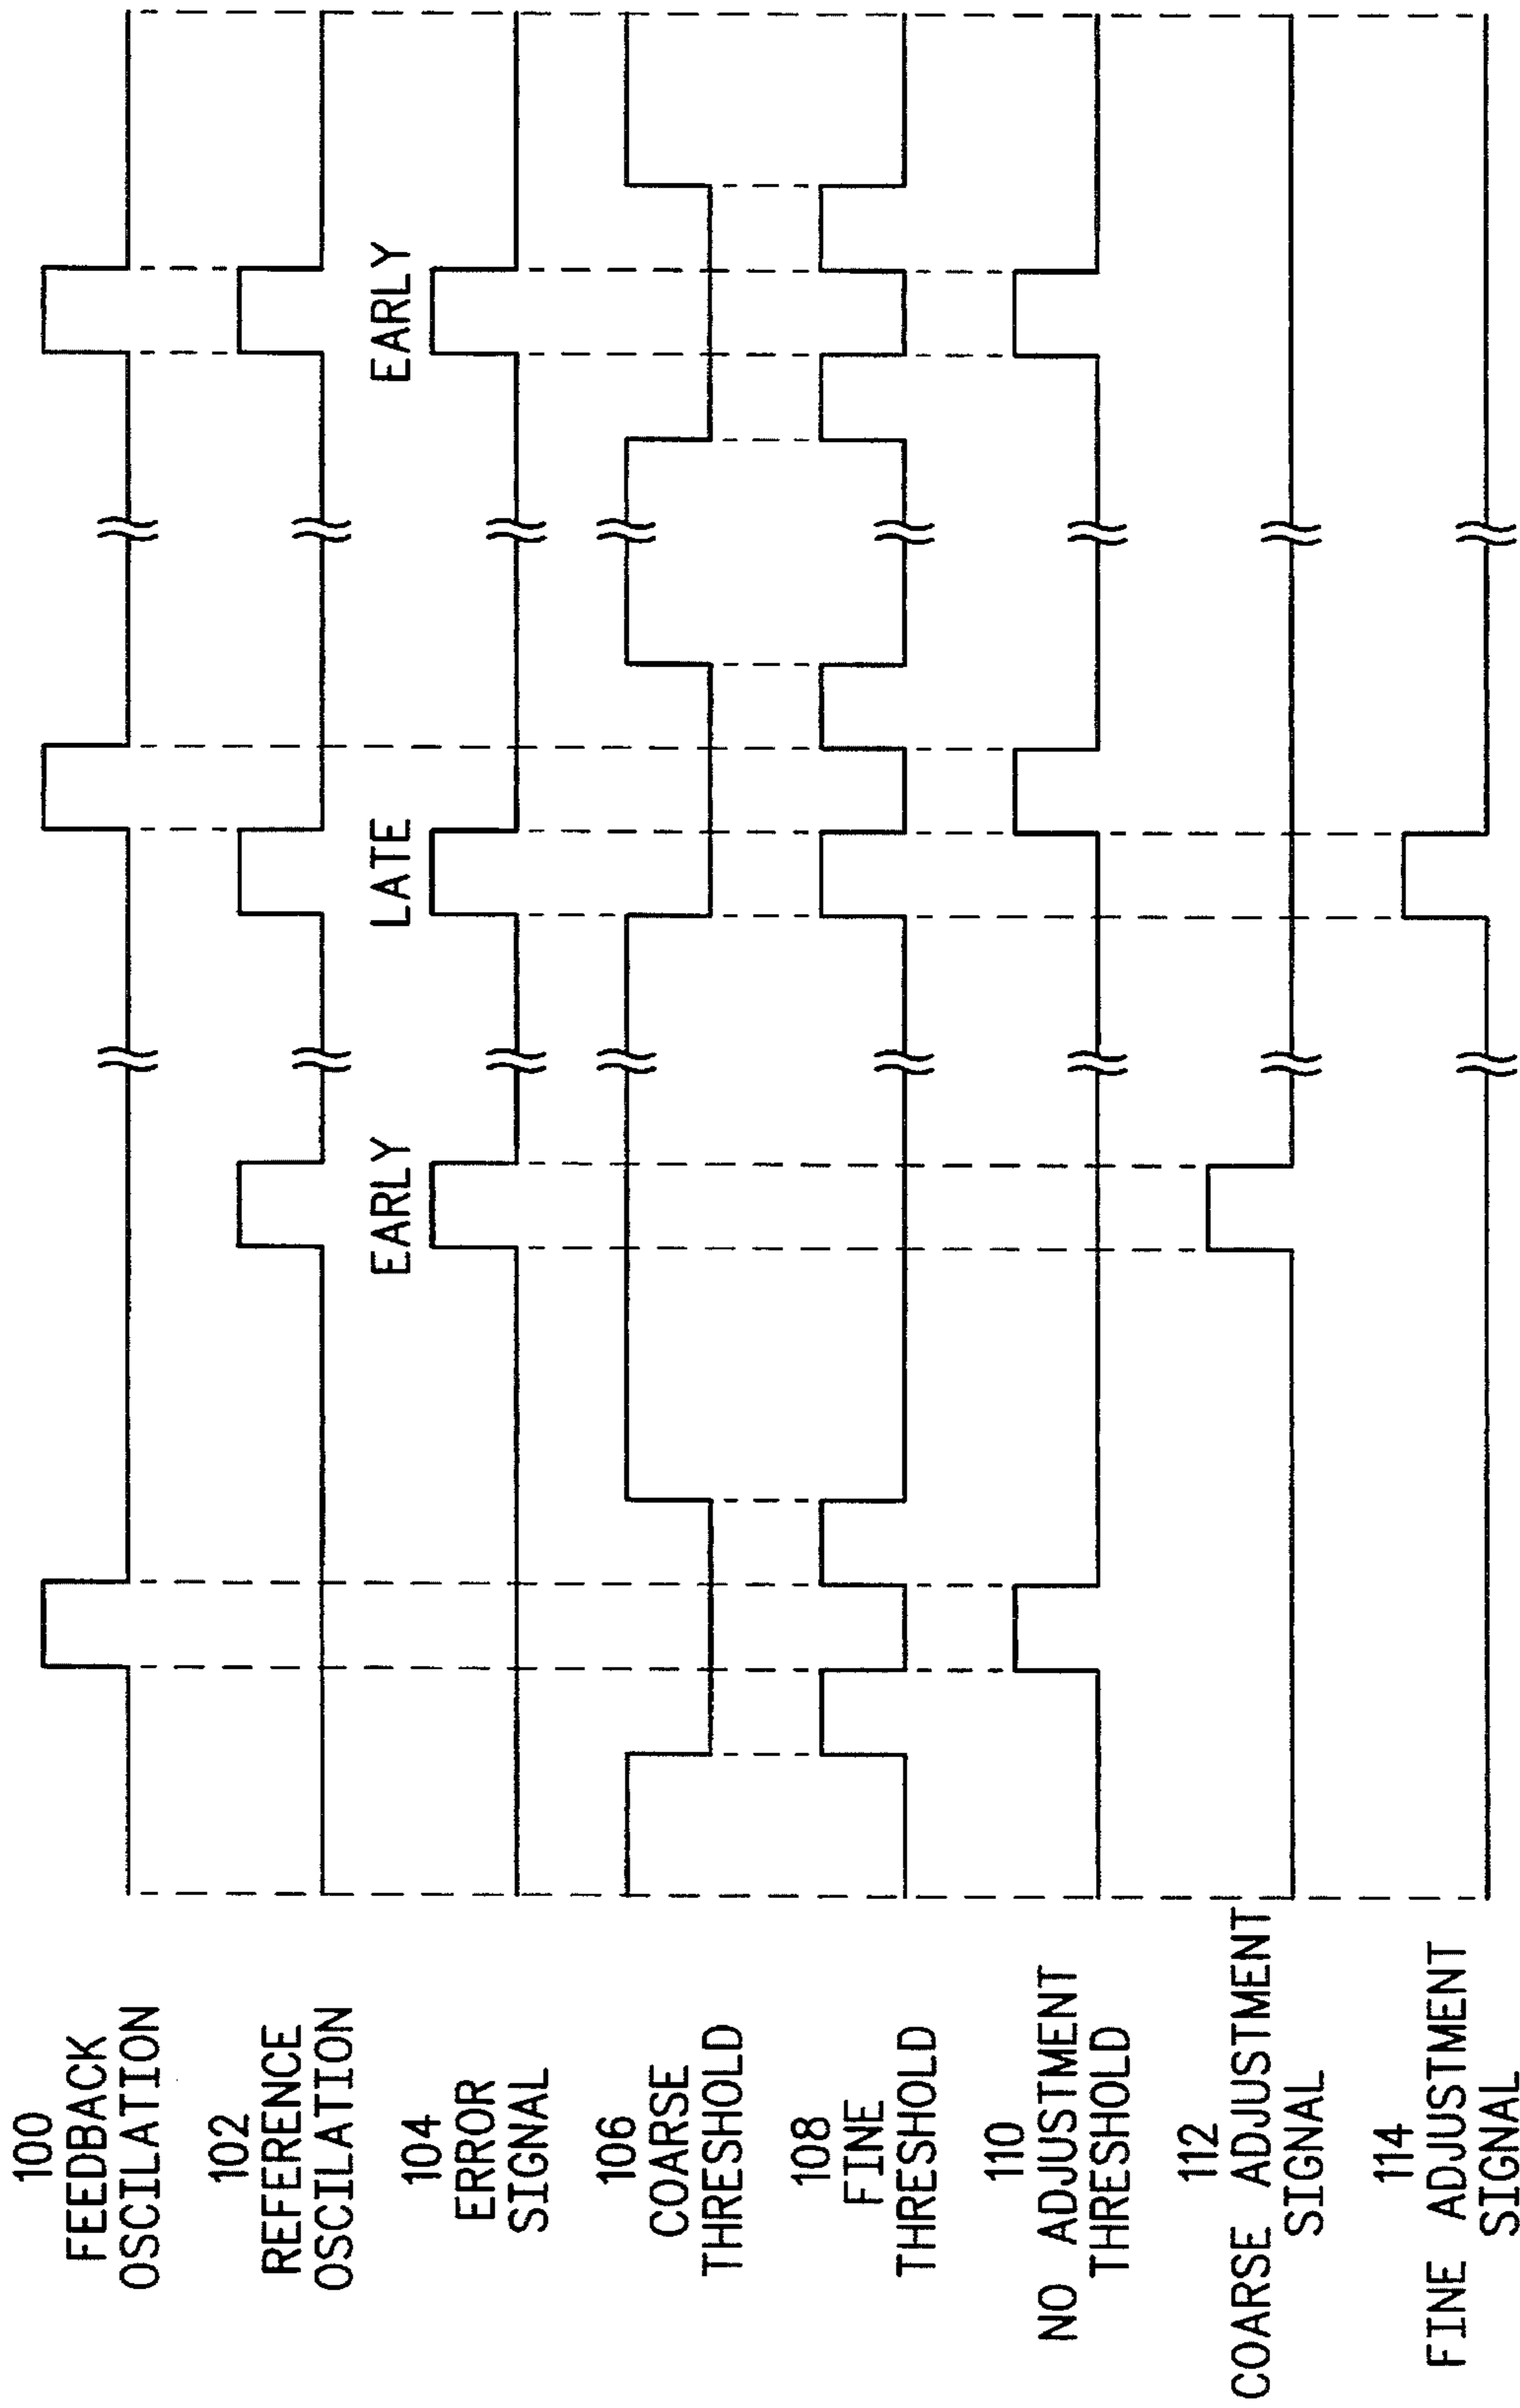 100
FEEDBACK
OSCILATION
102
REFERENCE
OSCILATION
104
ERROR
SIGNAL
EARLY
LATE
EARLY
106
COARSE
THRESHOLD
108
FINE
THRESHOLD
110
NO ADJUSTMENT
THRESHOLD
112
COARSE ADJUSTMENT
SIGNAL
114
FINE ADJUSTMENT
SIGNAL